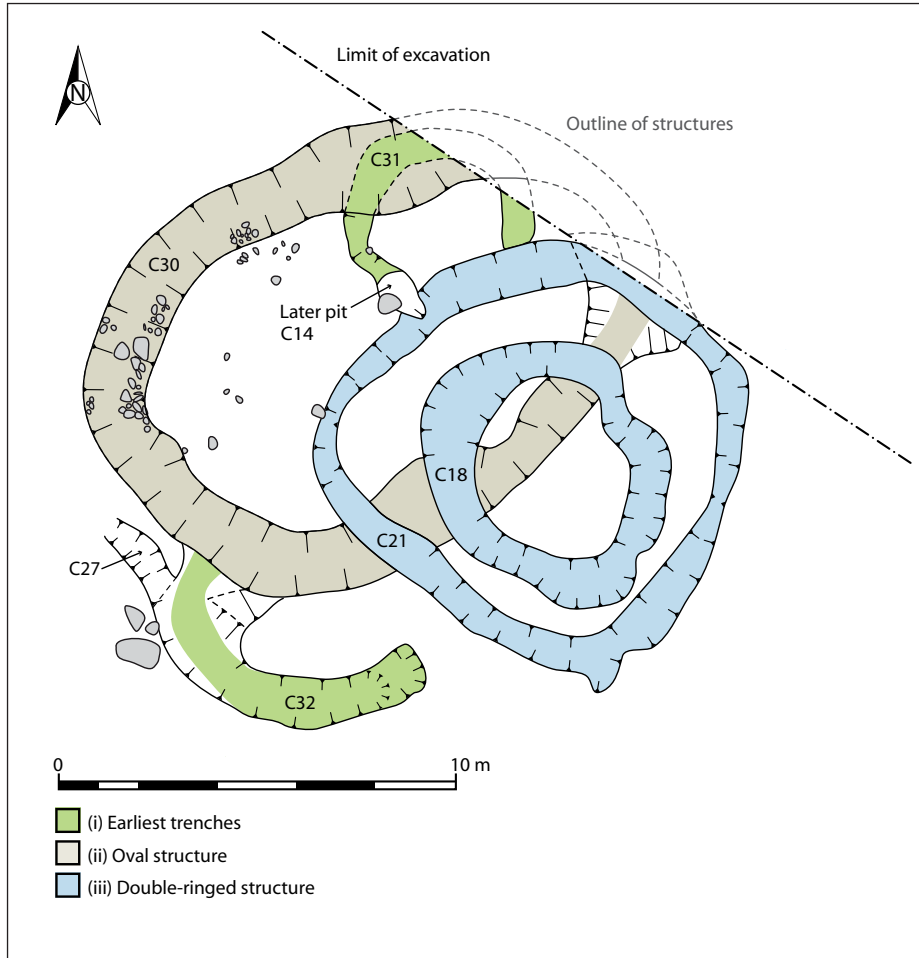 Limit of excavation
N
Outline of structures
C31
C30
Later pit
C14
C18
C21
C27
C32
0
10 m
(i) Earliest trenches
(ii) Oval structure
(iii) Double-ringed structure